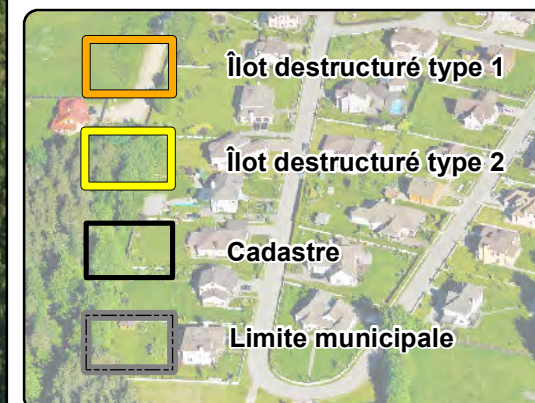 Îlot destructuré type 1
Îlot destructuré type 2
Cadastre
Limite municipale